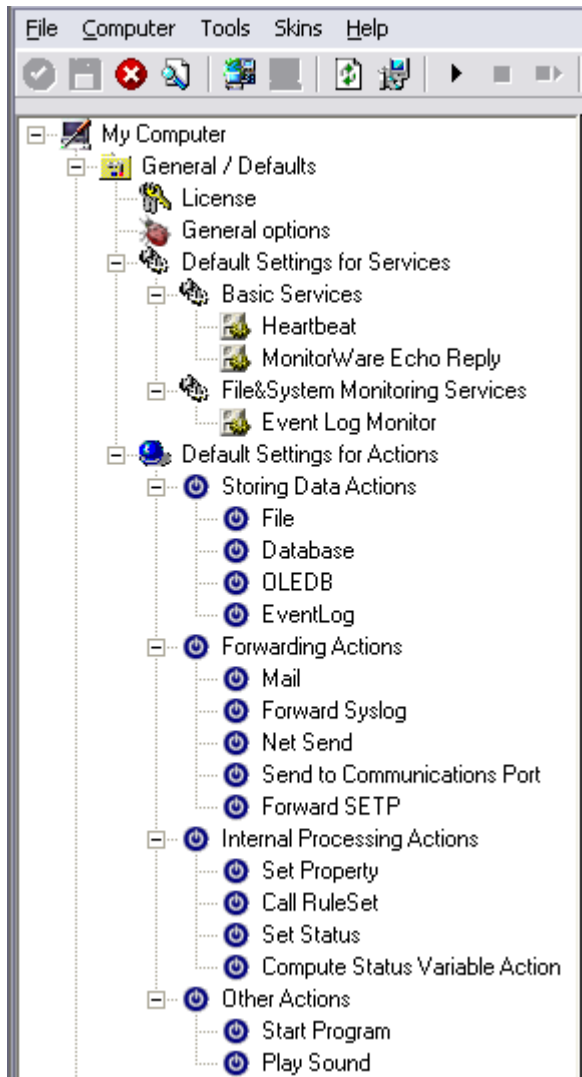 File Computer Tools Skins Help
My Computer
General / Defaults
License
General options
Default Settings for Services
Basic Services
Heartbeat
MonitorWare Echo Reply
File&System Monitoring Services
Event Log Monitor
Default Settings for Actions
Storing Data Actions
File
Database
OLEDB
EventLog
Forwarding Actions
Mail
Forward Syslog
Net Send
Send to Communications Port
Forward SETP
Internal Processing Actions
Set Property
Call RuleSet
Set Status
Compute Status Variable Action
Other Actions
Start Program
Play Sound